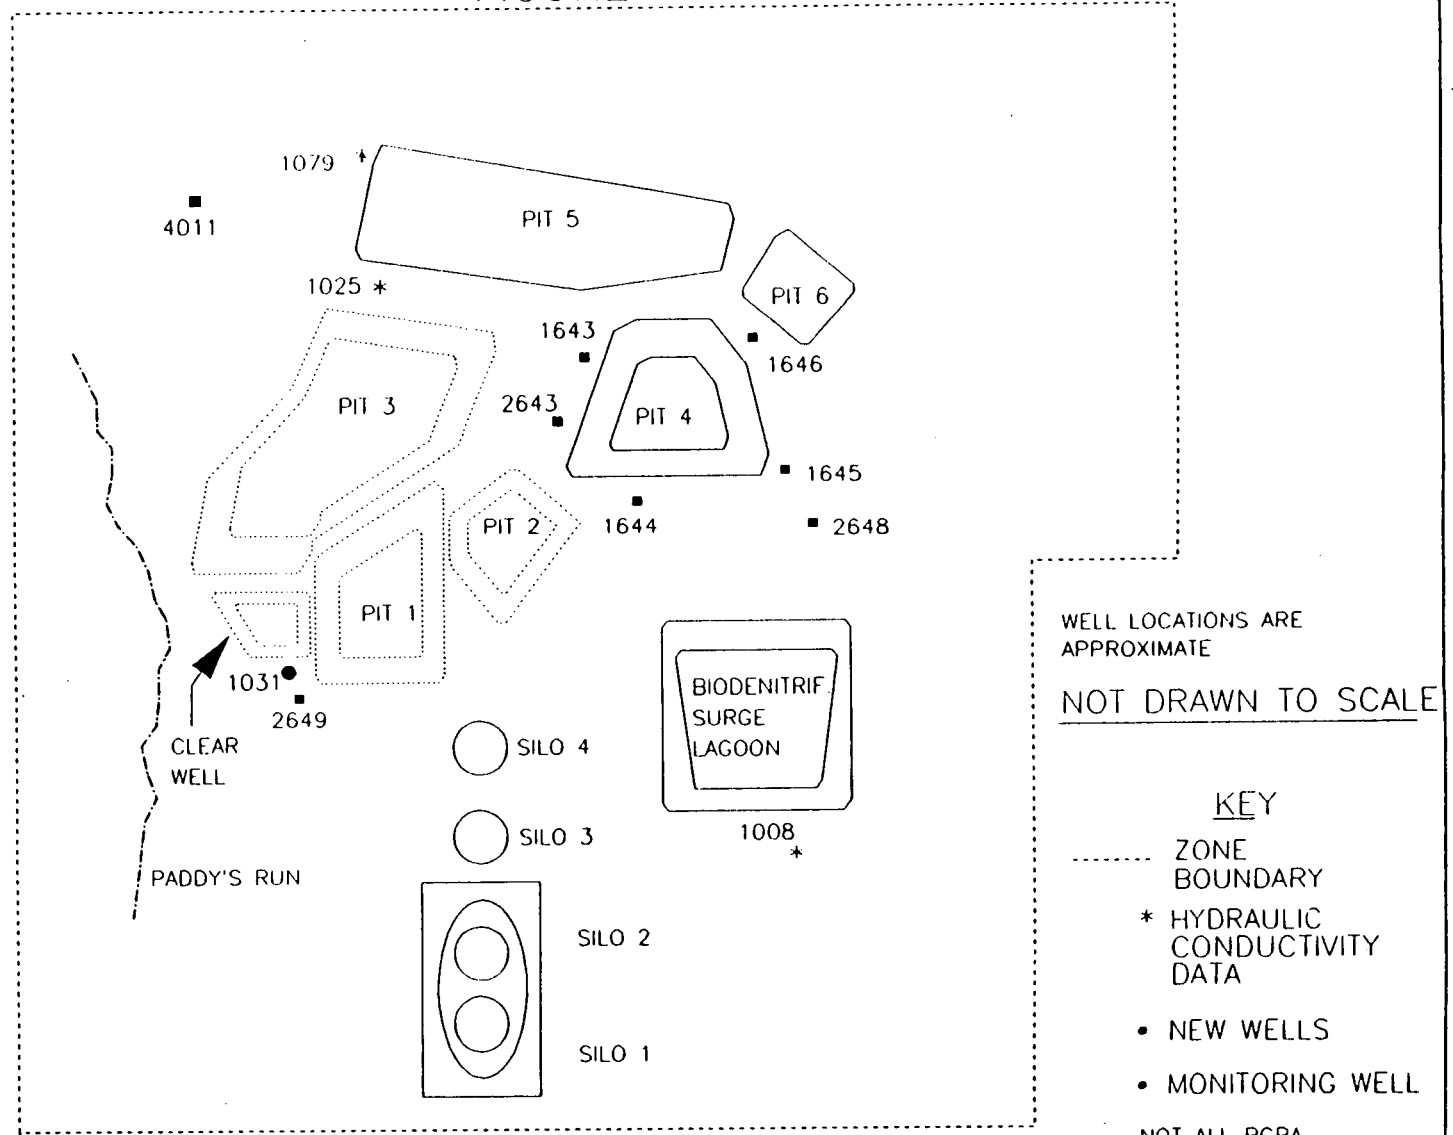 1079
4011
PIT 5
1025 *
PIT 6
1643
1646
PIT 3
2643
PIT 4
1645
1644
2648
PIT 2
PIT 1
WELL LOCATIONS ARE
APPROXIMATE
NOT DRAWN TO SCALE
1031
2649
BIODENITRIF.
SURGE
LAGOON
CLEAR
WELL
SILO 4
SILO 3
1008
*
PADDY'S RUN
SILO 2
SILO 1
KEY
ZONE
BOUNDARY
* HYDRAULIC
CONDUCTIVITY
DATA
• NEW WELLS
• MONITORING WELL
NOT ALL RCRA